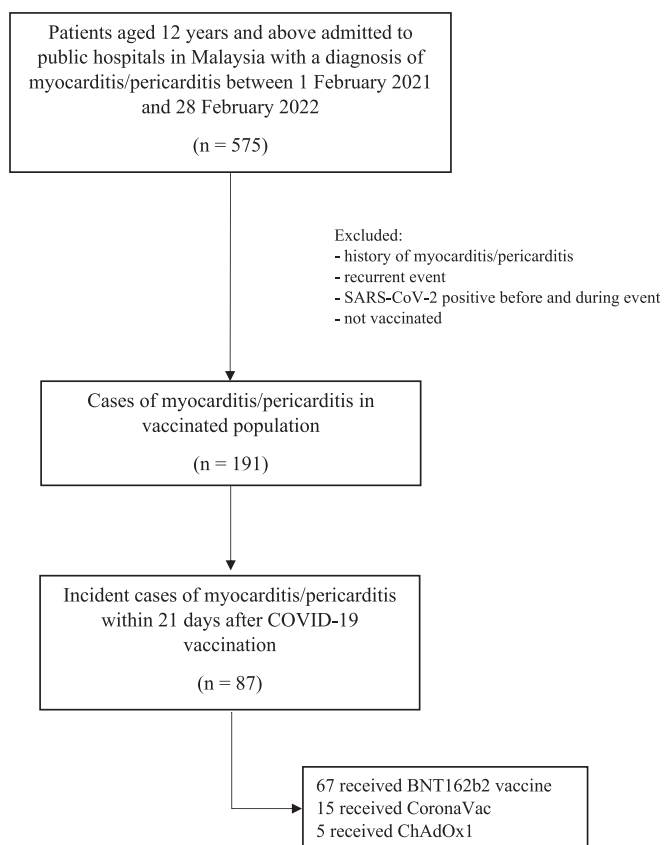 Patients aged 12 years and above admitted to
public hospitals in Malaysia with a diagnosis of
myocarditis/pericarditis between 1 February 2021
and 28 February 2022
(n = 575)
Excluded:
- history of myocarditis/pericarditis
- recurrent event
- SARS-CoV-2 positive before and during event
- not vaccinated
Cases of myocarditis/pericarditis in
vaccinated population
(n = 191)
Incident cases of myocarditis/pericarditis
within 21 days after COVID-19
vaccination
(n = 87)
67 received BNT162b2 vaccine
15 received CoronaVac
5 received ChAdOx1